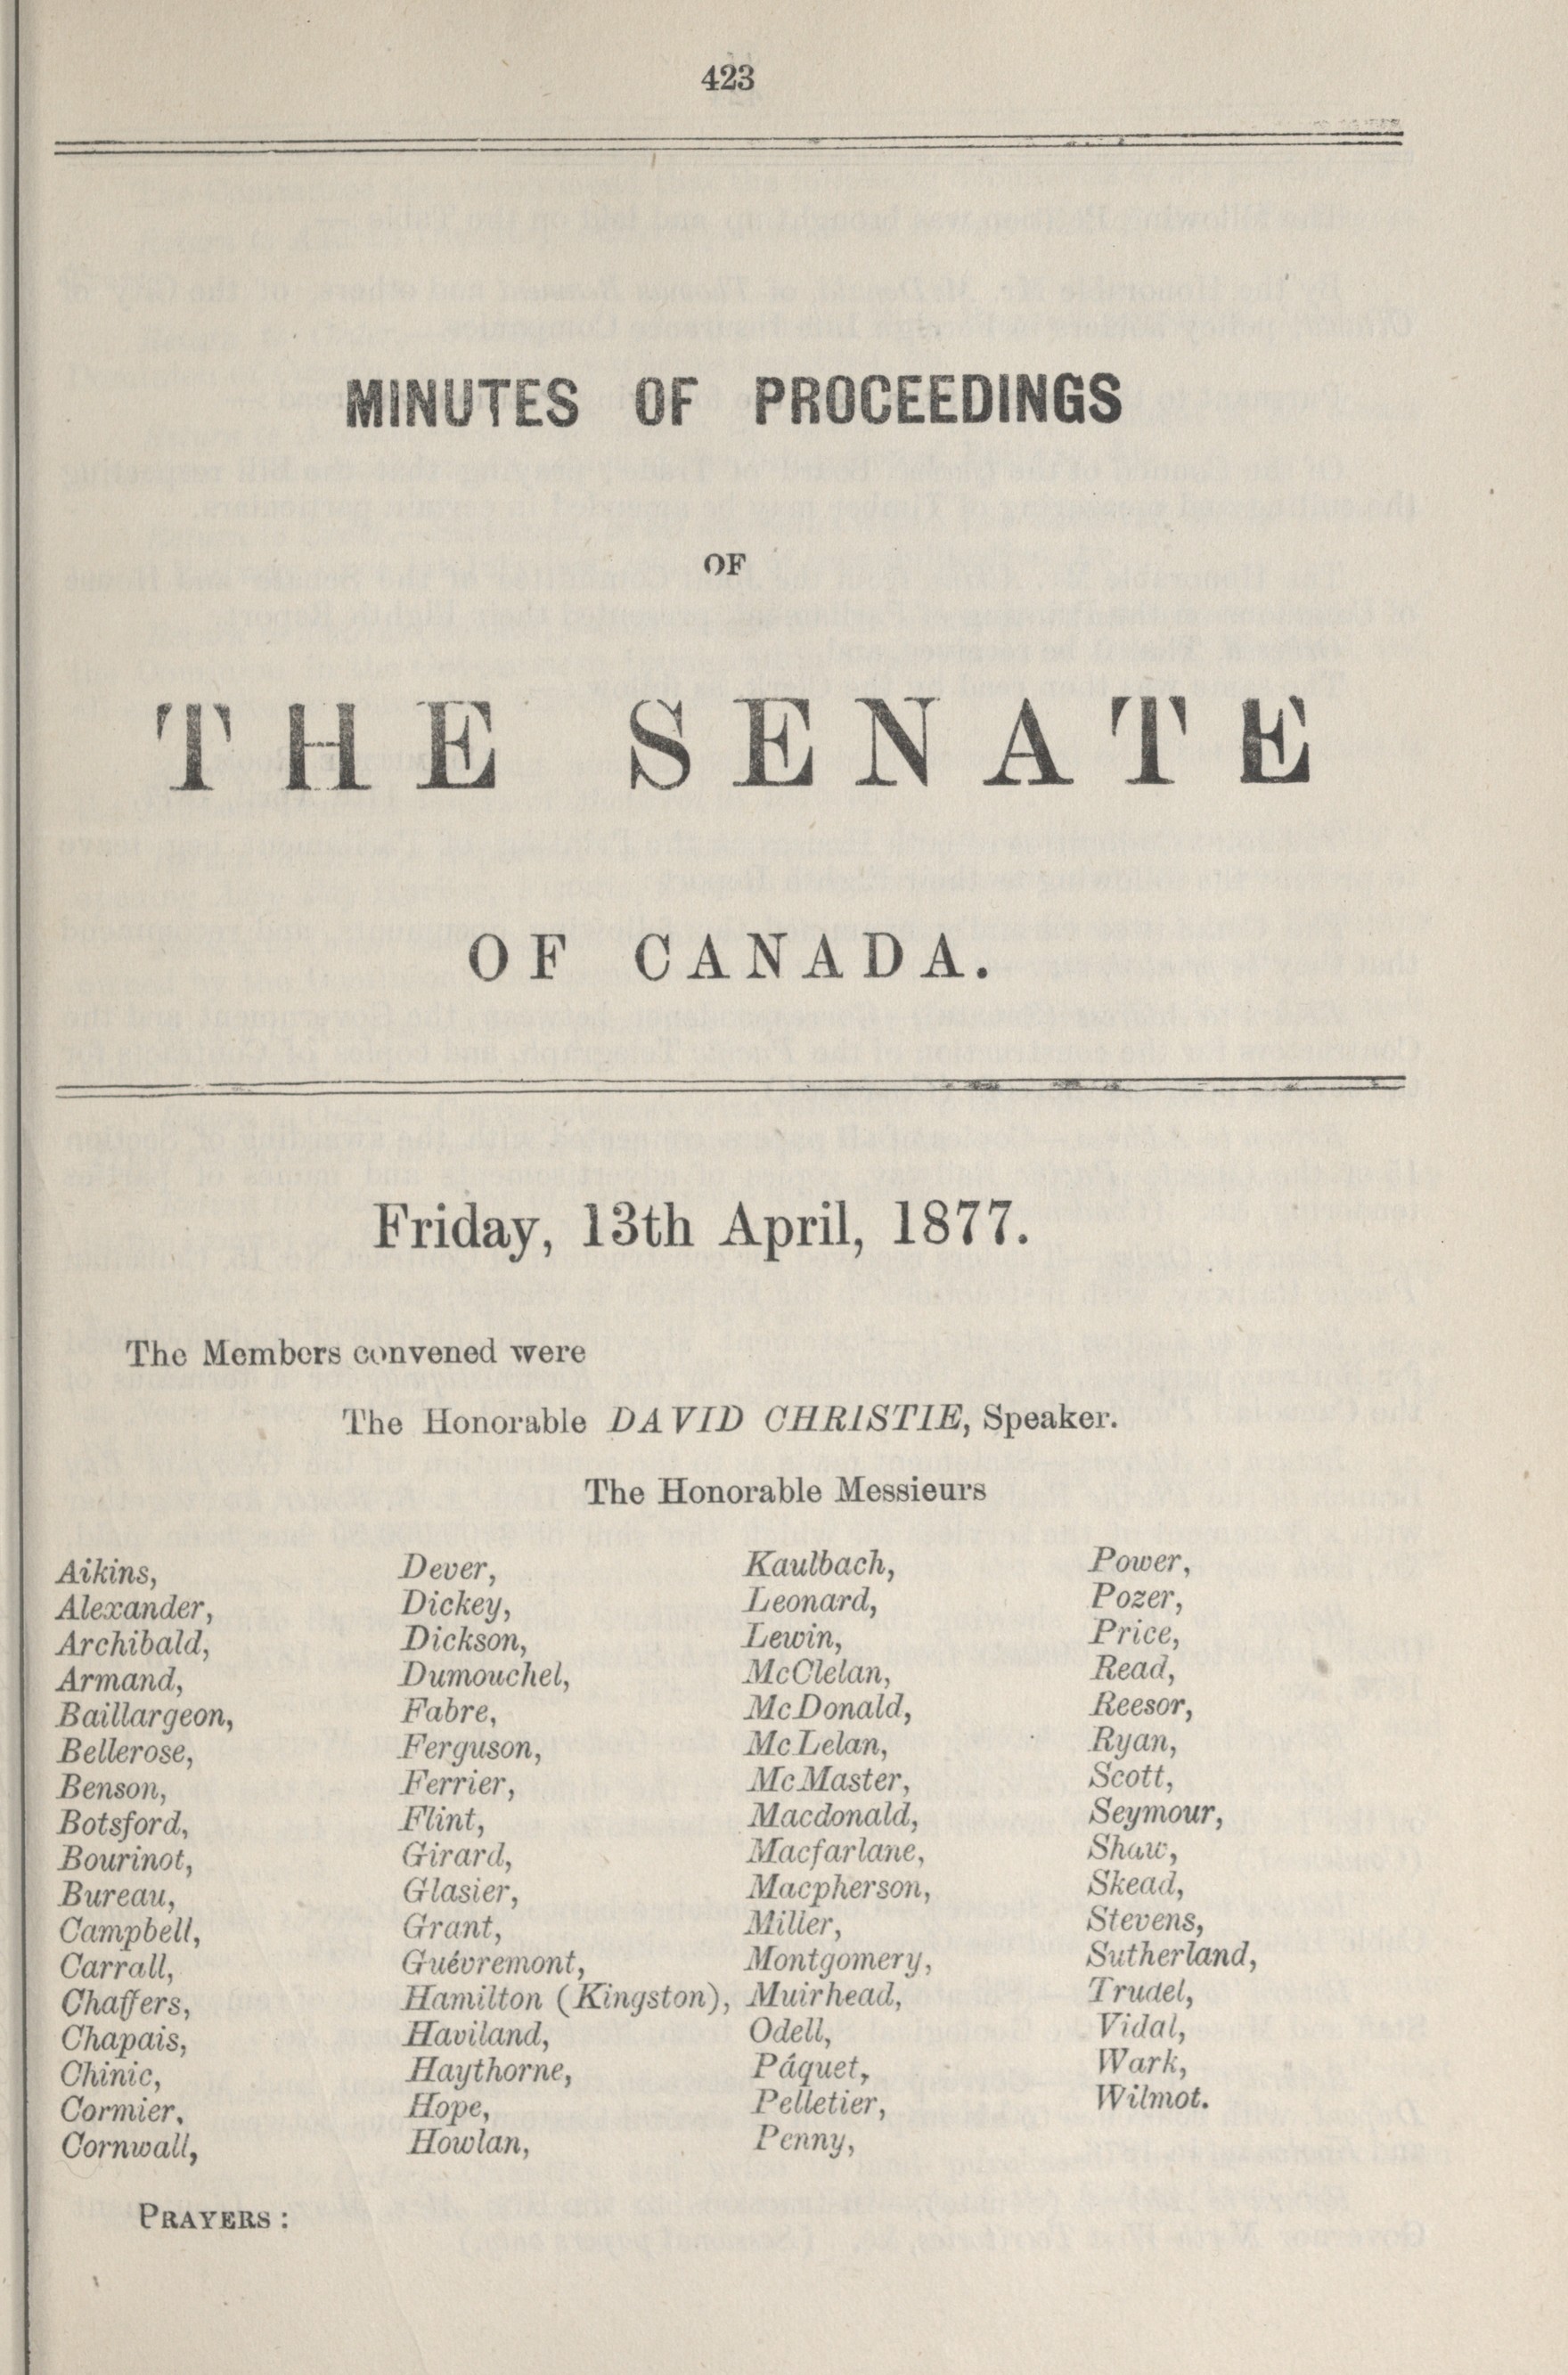 423
MINUTES OF PROCEEDINGS
OF
THE SENATE
OF CANADA.
Friday, 13th April, 1877.
The Members convened were
The Honorable DAVID CHRISTIE, Speaker.
The Honorable Messieurs
Aikins,
Alexander,
Archibald,
Armand,
Baillargeon,
Bellerose,
Benson,
Botsford,
Bourinot,
Bureau,
Campbell,
Carrall,
Chaffers,
Chapais,
Chinic,
Cormier,
Cornwall,
Dever,
Dickey,
Dickson,
Dumouchel,
Fabre,
Ferguson,
Ferrier,
Flint,
Girard,
Glasier,
Grant,
Guévremont,
Hamilton (Kingston),
Haviland,
Haythorne,
Hope,
Howlan,
Kaulbach,
Leonard,
Lewin,
McClelan,
McDonald,
McLelan,
McMaster,
Macdonald,
Macfarlane,
Macpherson,
Miller,
Montgomery,
Muirhead,
Odell,
Páquet,
Pelletier,
Penny,
Power,
Pozer,
Price,
Read,
Reesor,
Ryan,
Scott,
Seymour,
Shaw,
Skead,
Stevens,
Sutherland,
Trudel,
Vidal,
Wark,
Wilmot.
PRAYERS :